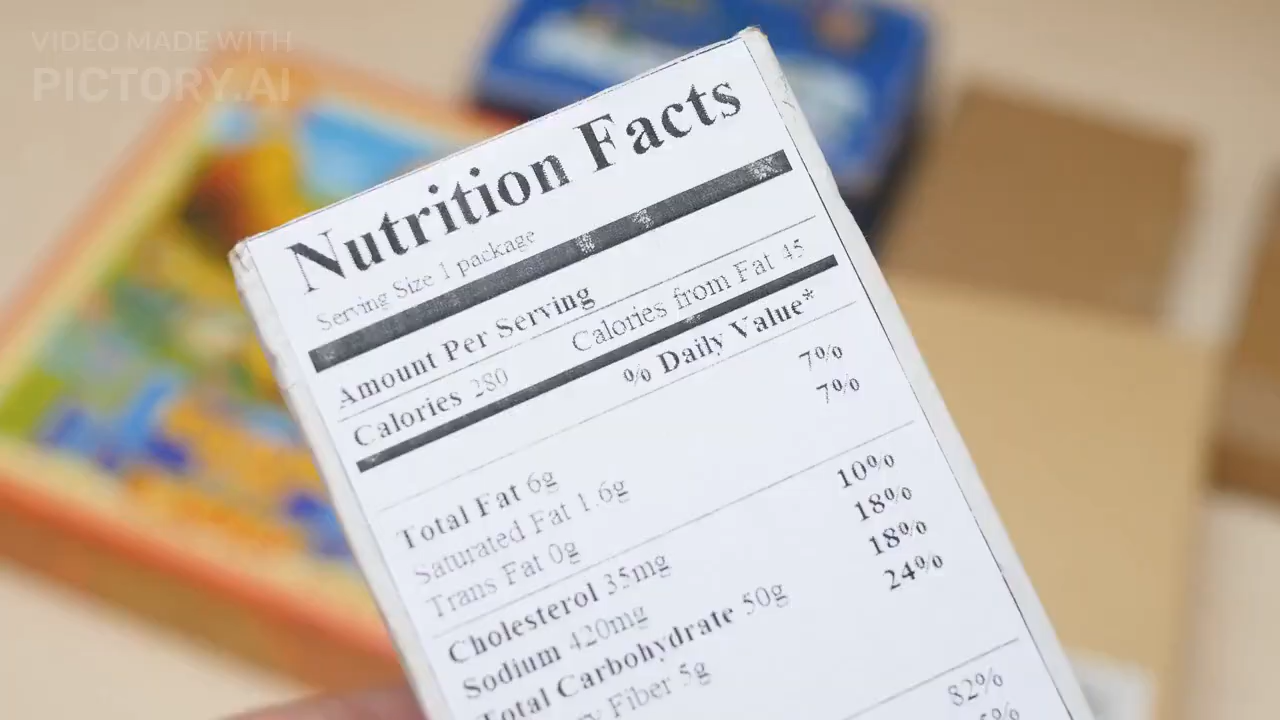 VIDEO MADE WITH
PICTORY.AI
Nutrition Facts
Serving Size 1 package
Amount Per Serving
Calories 280 Calories from Fat 45
% Daily Value*
Total Fat 6g 7%
Saturated Fat 1.6g 7%
Trans Fat 0g
Cholesterol 35mg 10%
Sodium 420mg 18%
Total Carbohydrate 50g 18%
Fiber 5g 24%
82%